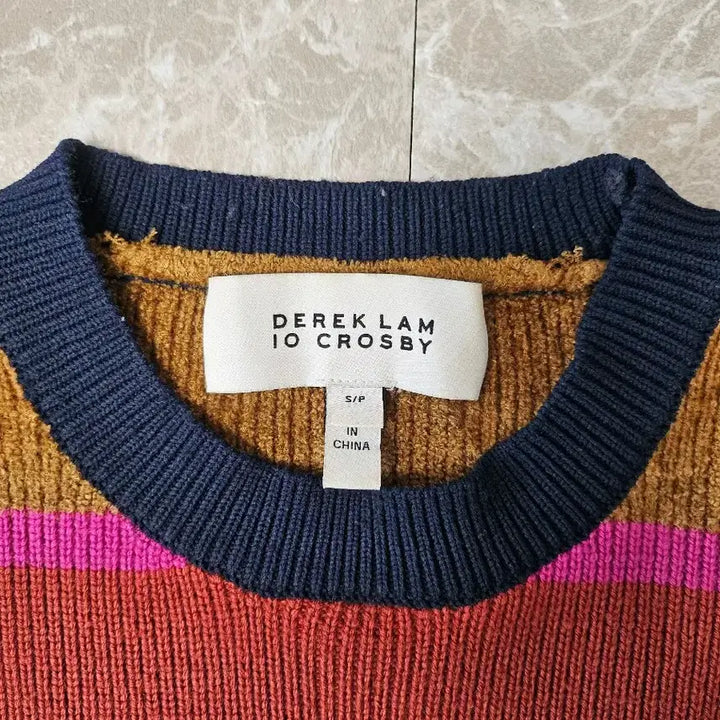 DEREK LAM
10 CROSBY
S/P
IN
CHINA